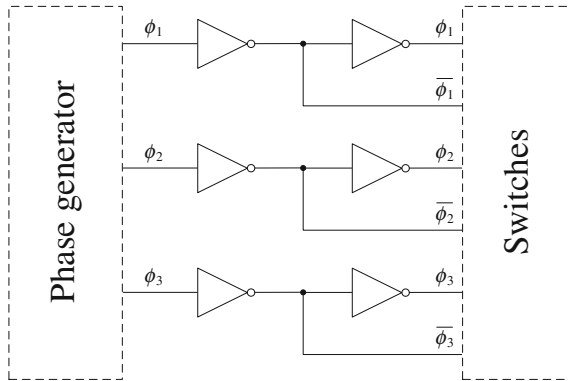 Phase generator
ϕ₁ ϕ₁
ϕ̅₁
ϕ₂ ϕ₂
ϕ̅₂
ϕ₃ ϕ₃
ϕ̅₃
Switches